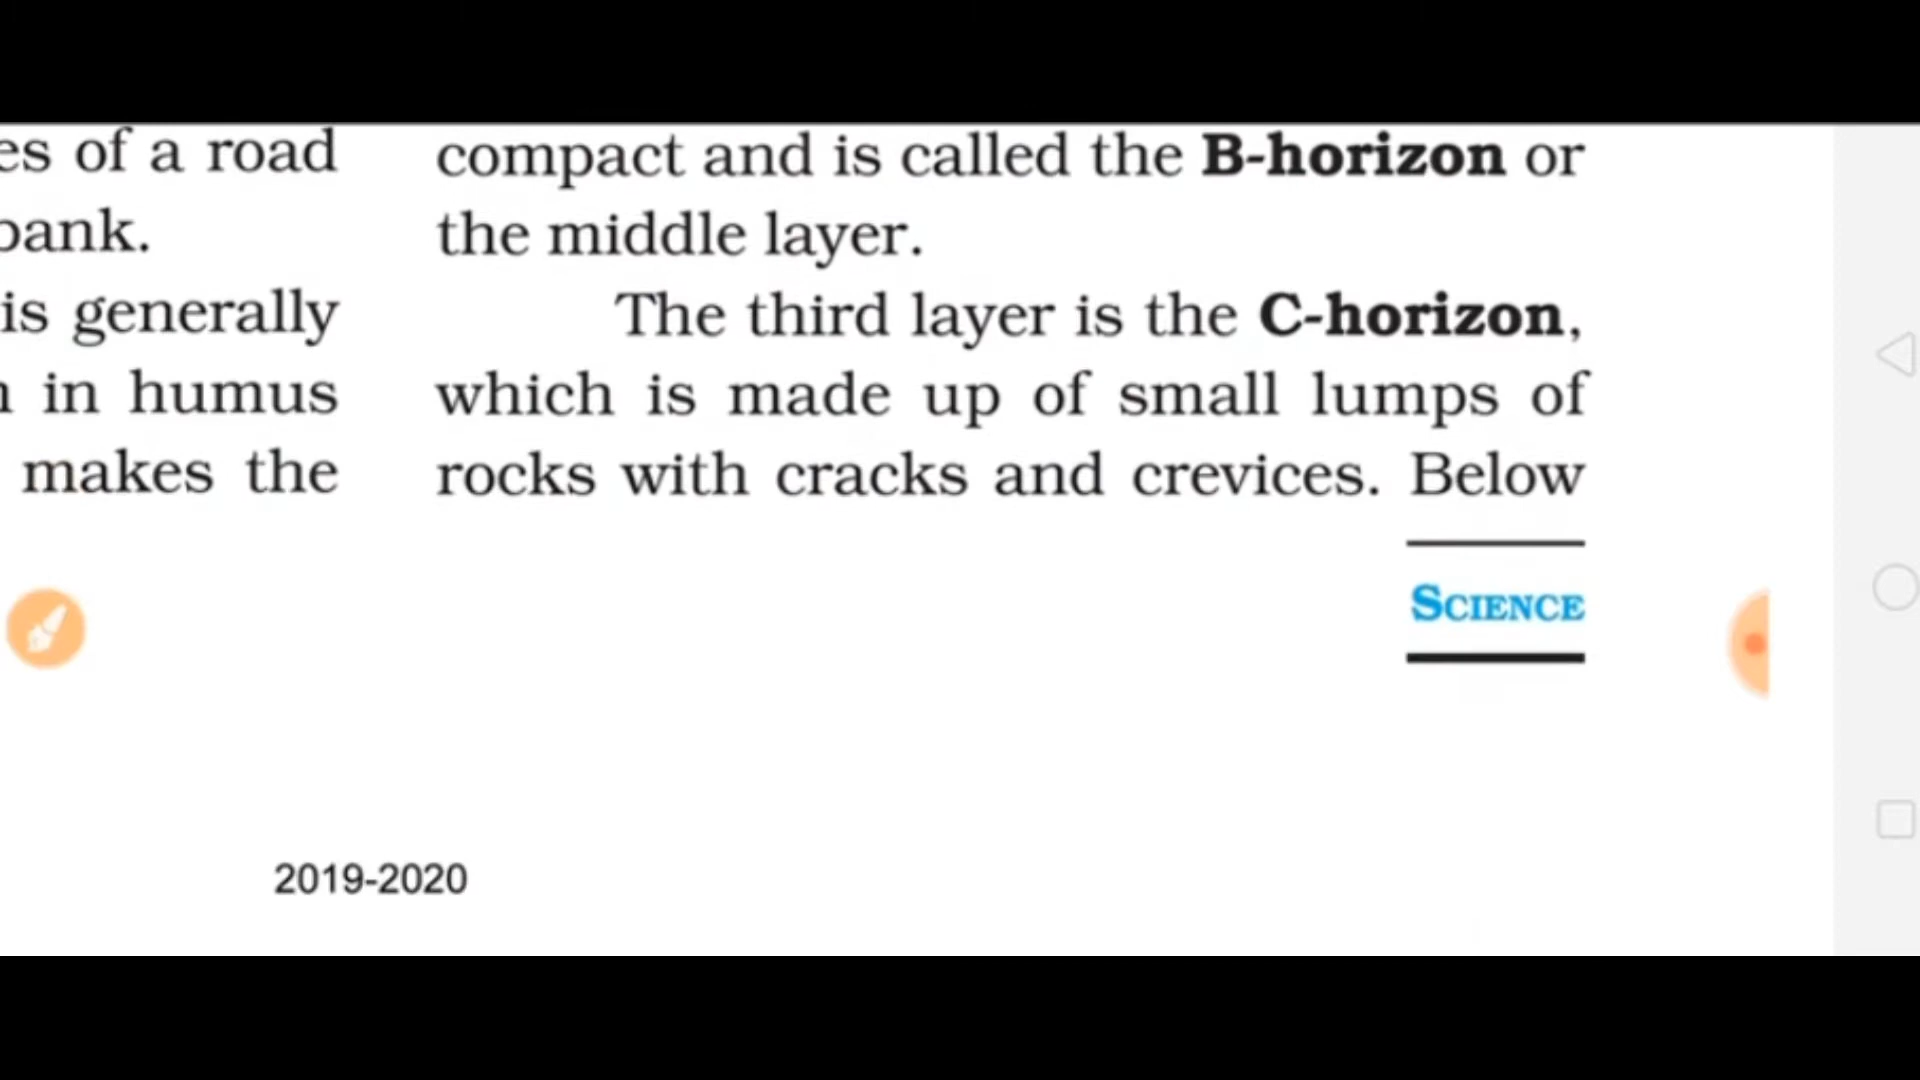 es of a road
bank.
is generally
in humus
makes the
compact and is called the B-horizon or
the middle layer.
The third layer is the C-horizon,
which is made up of small lumps of
rocks with cracks and crevices. Below
SCIENCE
2019-2020